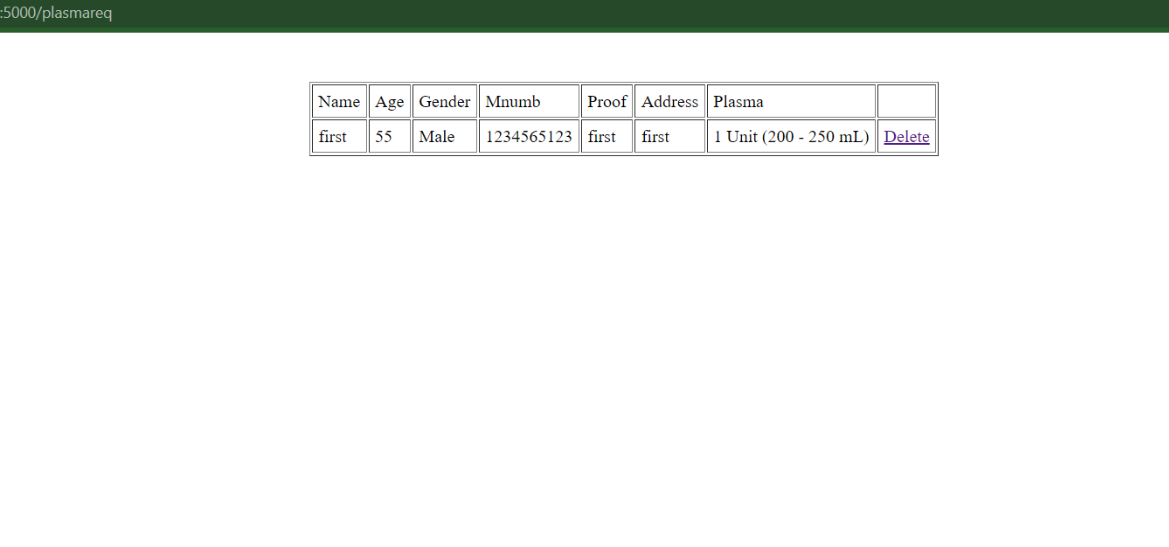 :5000/plasmareq
Name Age Gender Mnumb Proof Address Plasma
first 55 Male 1234565123 first first 1 Unit (200 - 250 mL) Delete